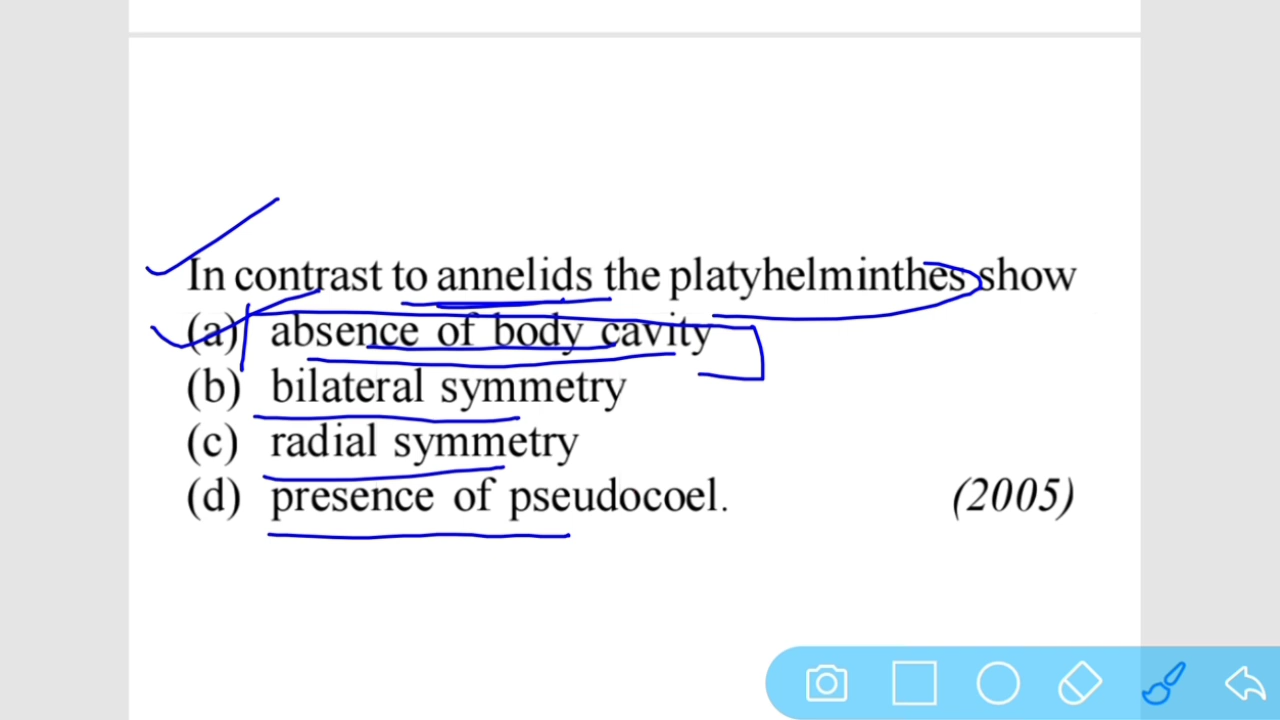 In contrast to annelids the platyhelminthes show
(a) absence of body cavity
(b) bilateral symmetry
(c) radial symmetry
(d) presence of pseudocoel. (2005)